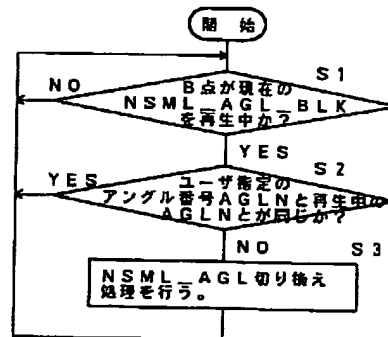 開 始
S1
B点が現在の
NO
NSML_AGL_BLK
を再生中か?
YES
S2
YES
ユーザ指定の
アングル番号AGLNと再生中の
AGLNとが同じか?
NO
S3
NSML_AGL切り換え
処理を行う。